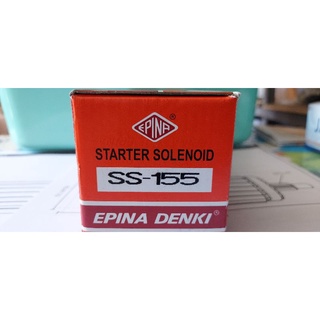 EPINA
®
STARTER SOLENOID
SS-155
EPINA DENKI®